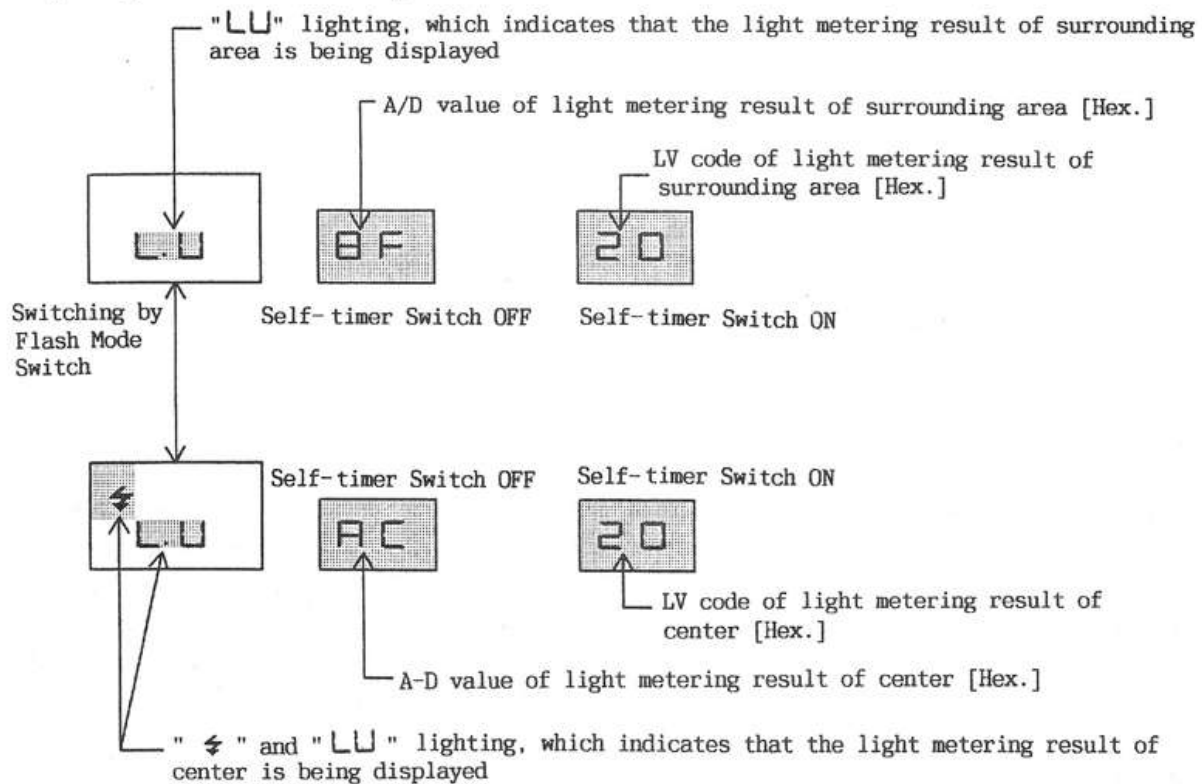 "LU" lighting, which indicates that the light metering result of surrounding
area is being displayed
A/D value of light metering result of surrounding area [Hex.]
LV code of light metering result of
surrounding area [Hex.]
L.U
8F
20
Switching by
Flash Mode
Switch
Self-timer Switch OFF
Self-timer Switch ON
Self-timer Switch OFF
Self-timer Switch ON
L.U
AC
20
LV code of light metering result of
center [Hex.]
A-D value of light metering result of center [Hex.]
" ⚡ " and "LU" lighting, which indicates that the light metering result of
center is being displayed